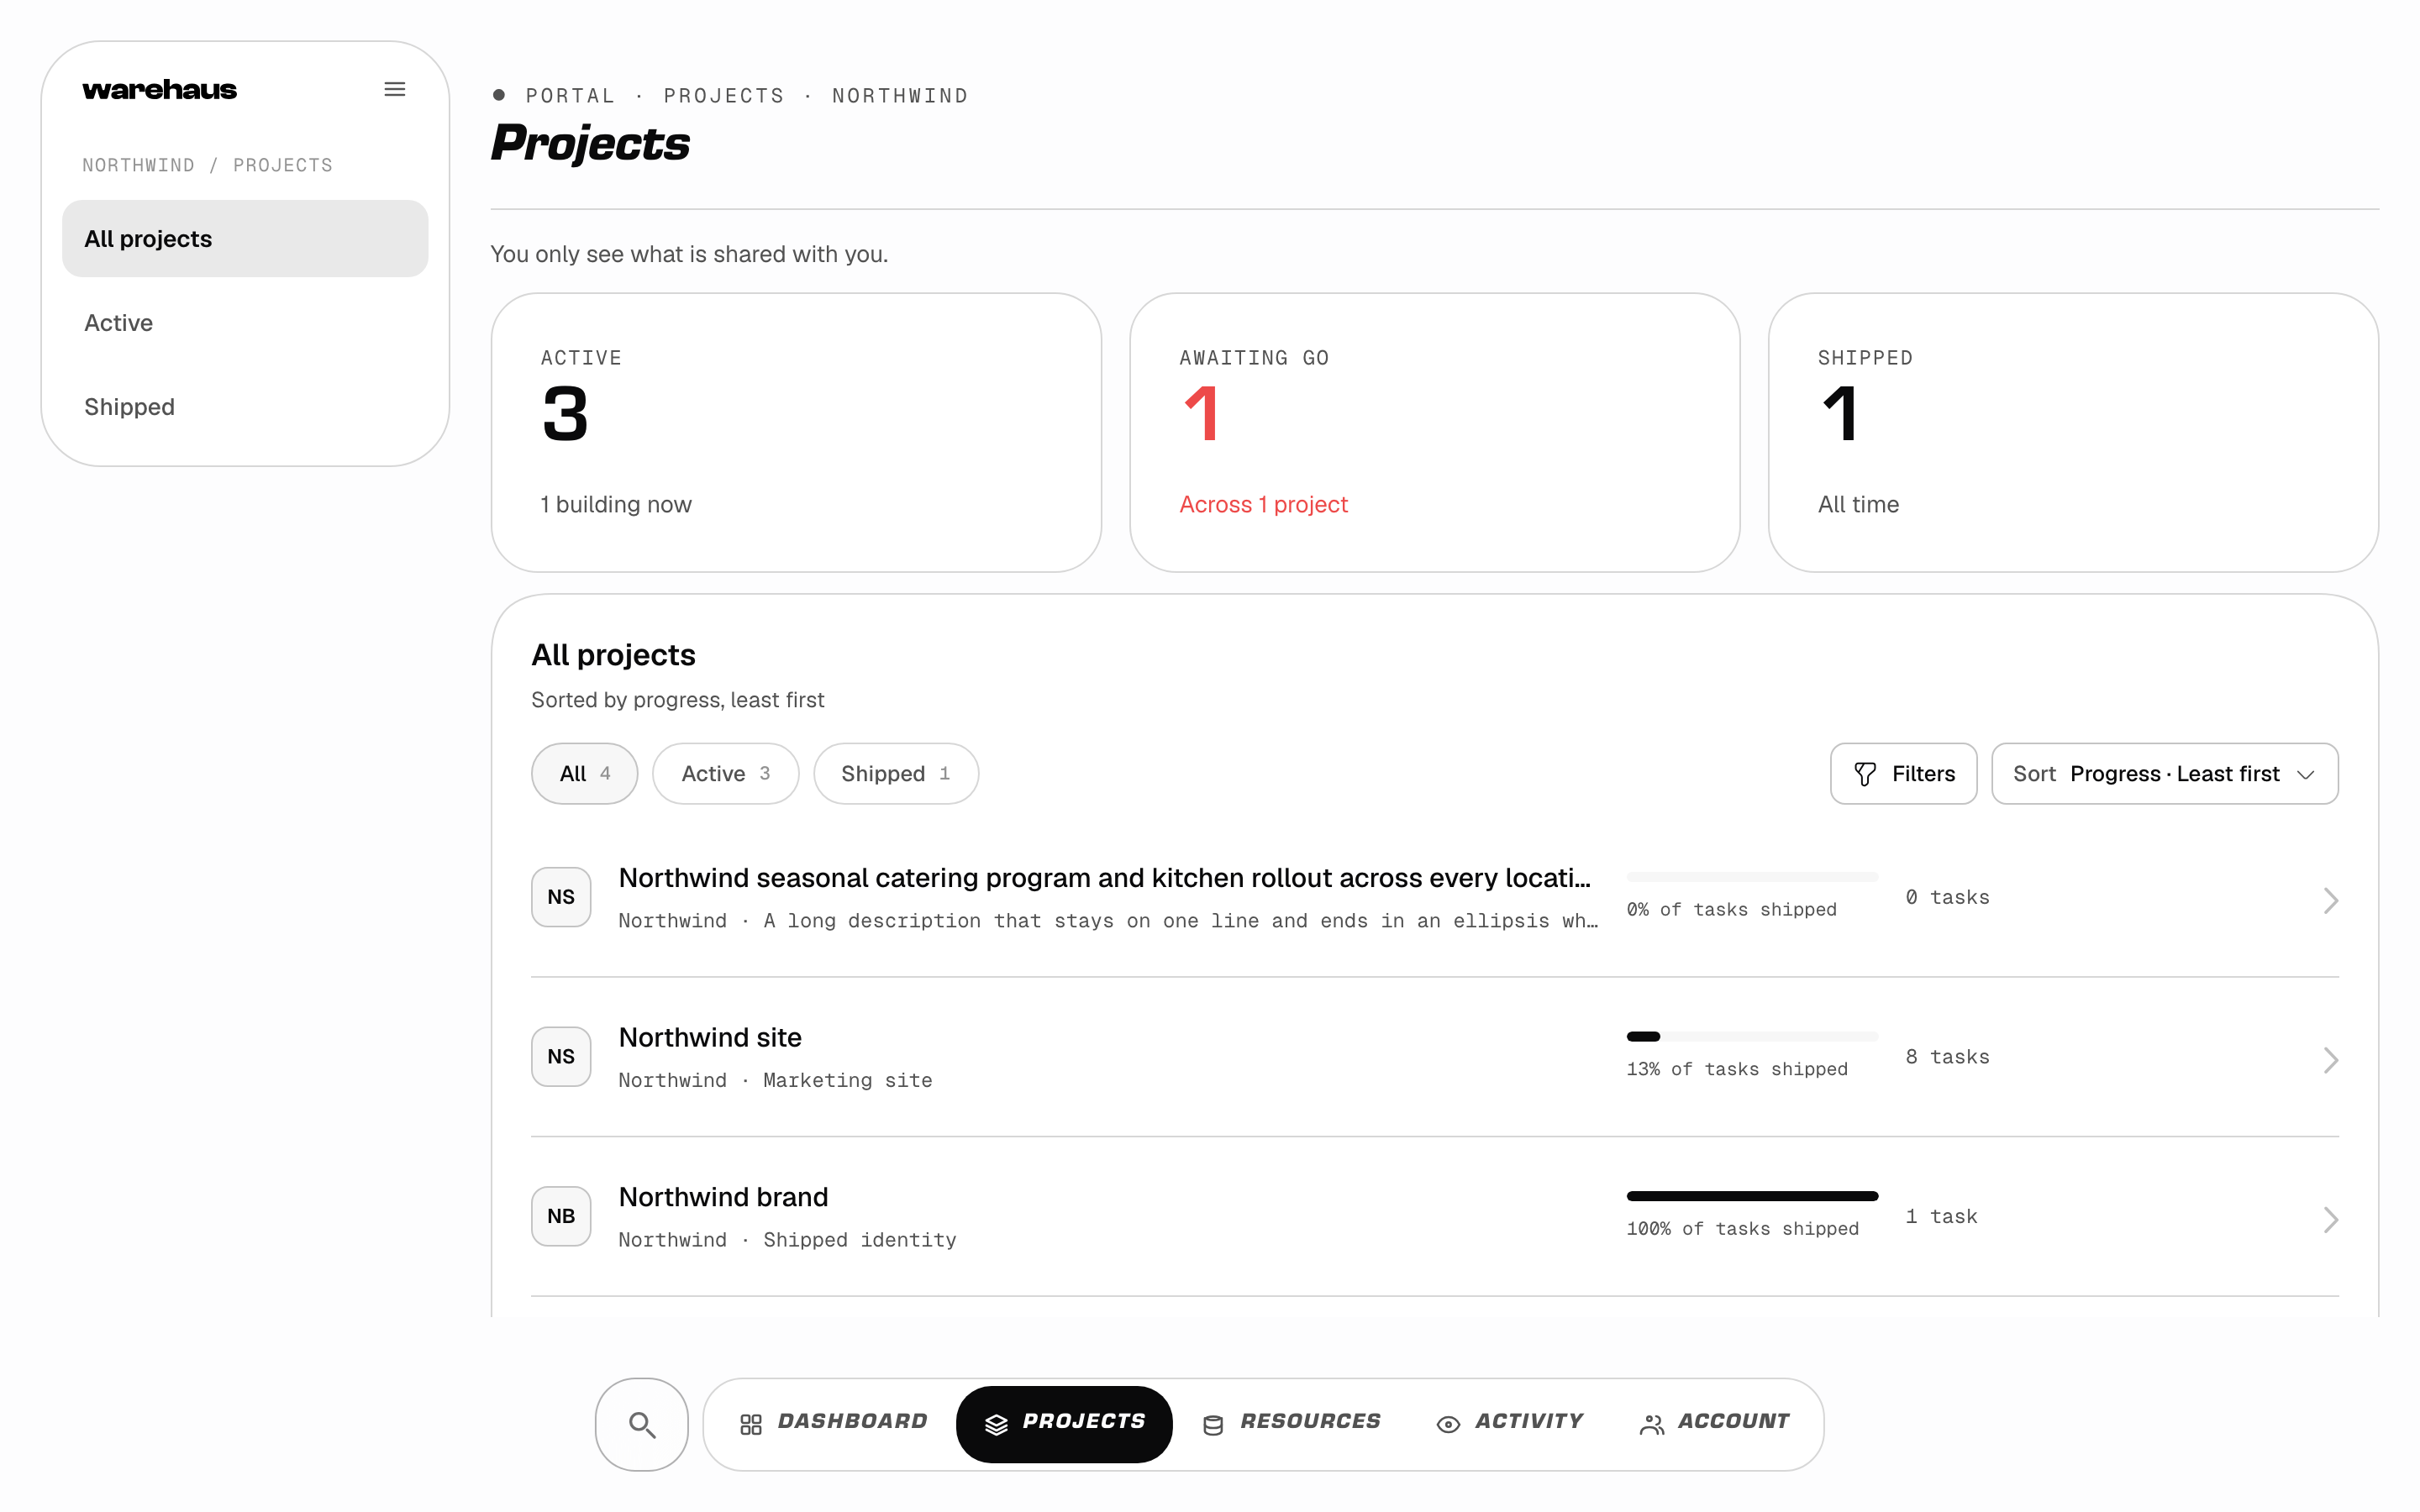 warehaus
NORTHWIND / PROJECTS
All projects
Active
Shipped
PORTAL · PROJECTS · NORTHWIND
Projects
You only see what is shared with you.
ACTIVE
3
1 building now
AWAITING GO
1
Across 1 project
SHIPPED
1
All time
All projects
Sorted by progress, least first
All 4
Active 3
Shipped 1
Filters
Sort Progress · Least first
NS
Northwind seasonal catering program and kitchen rollout across every locati…
Northwind · A long description that stays on one line and ends in an ellipsis wh…
0% of tasks shipped
0 tasks
NS
Northwind site
Northwind · Marketing site
13% of tasks shipped
8 tasks
NB
Northwind brand
Northwind · Shipped identity
100% of tasks shipped
1 task
DASHBOARD
PROJECTS
RESOURCES
ACTIVITY
ACCOUNT